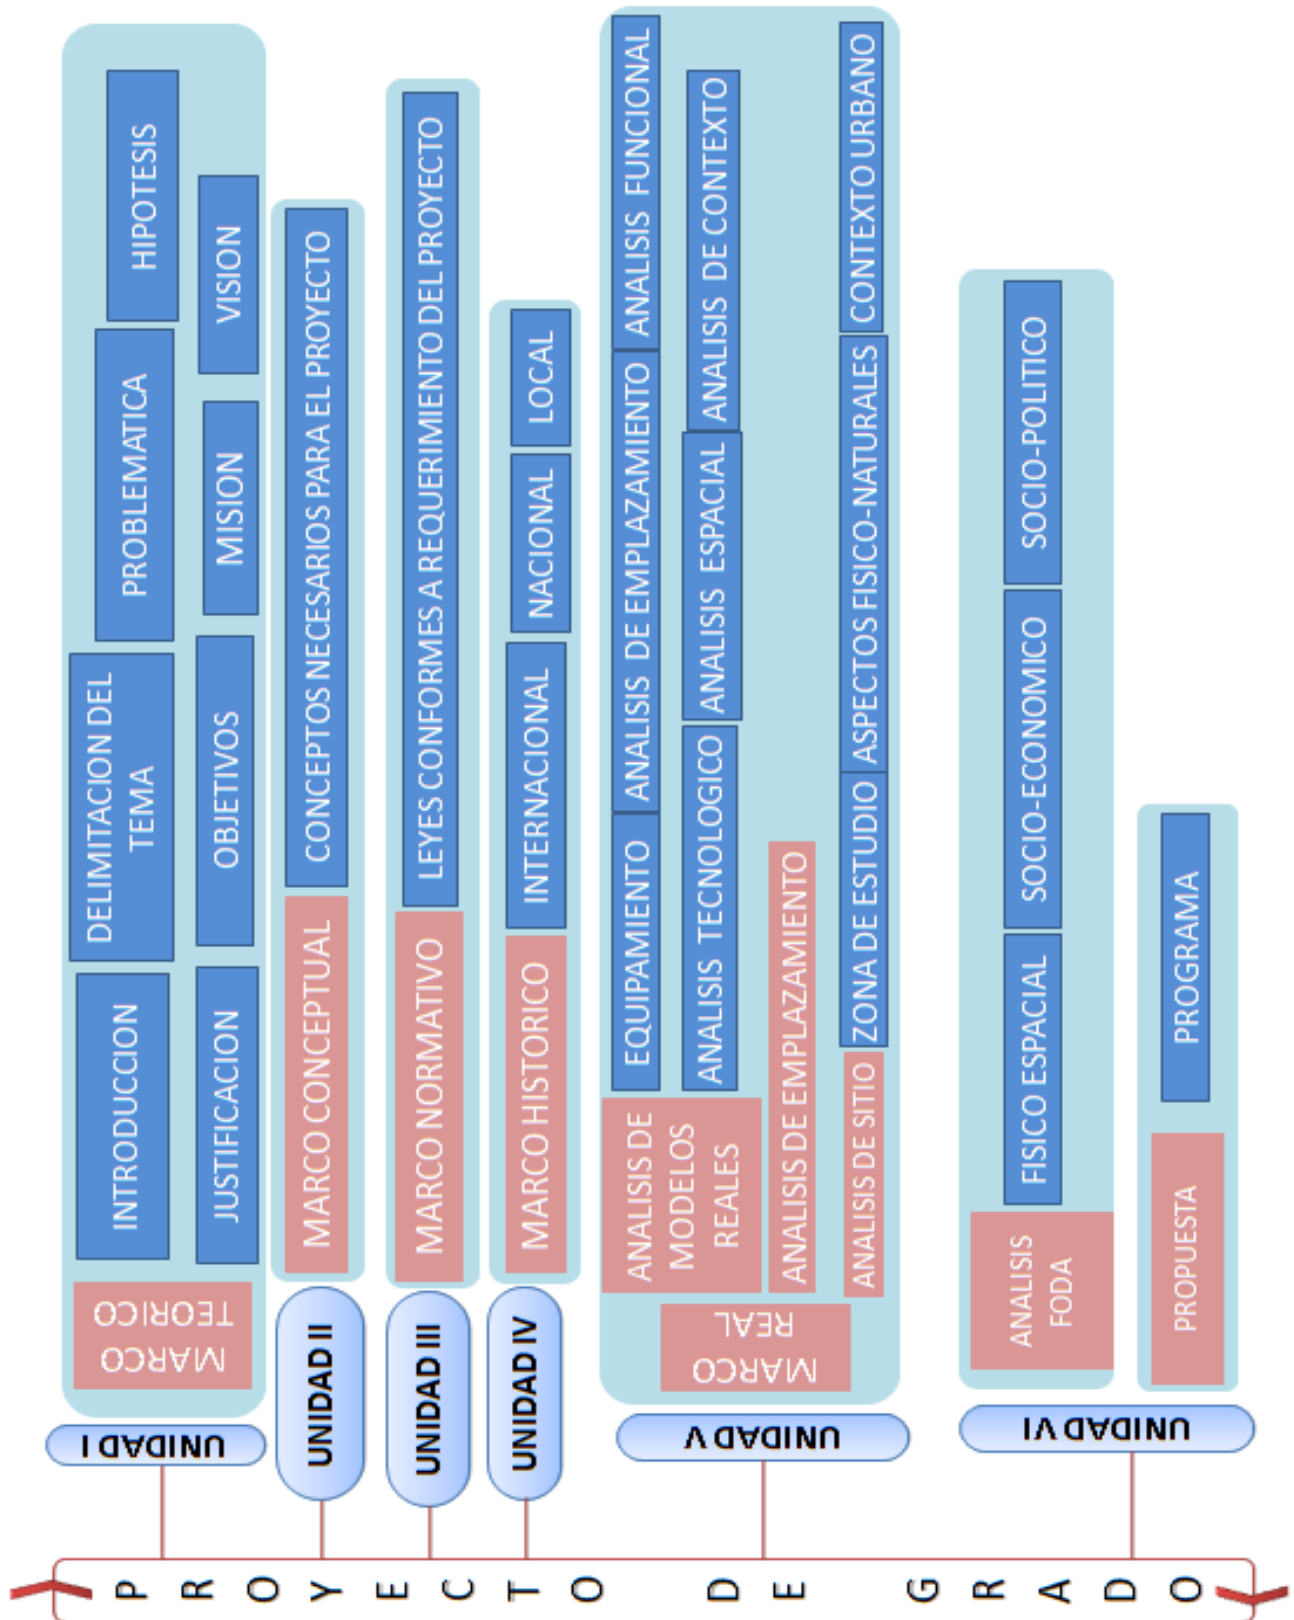 PROYECTO DE GRADO
UNIDAD I
MARCO
TEORICO
INTRODUCCION
DELIMITACION DEL
TEMA
PROBLEMATICA
HIPOTESIS
JUSTIFICACION
OBJETIVOS
MISION
VISION
UNIDAD II
MARCO CONCEPTUAL
CONCEPTOS NECESARIOS PARA EL PROYECTO
UNIDAD III
MARCO NORMATIVO
LEYES CONFORMES A REQUERIMIENTO DEL PROYECTO
UNIDAD IV
MARCO HISTORICO
INTERNACIONAL
NACIONAL
LOCAL
UNIDAD V
MARCO
REAL
ANALISIS DE
MODELOS
REALES
EQUIPAMIENTO
ANALISIS DE EMPLAZAMIENTO
ANALISIS FUNCIONAL
ANALISIS TECNOLOGICO
ANALISIS ESPACIAL
ANALISIS DE CONTEXTO
ANALISIS DE EMPLAZAMIENTO
ANALISIS DE SITIO
ZONA DE ESTUDIO
ASPECTOS FISICO-NATURALES
CONTEXTO URBANO
UNIDAD VI
ANALISIS
FODA
FISICO ESPACIAL
SOCIO-ECONOMICO
SOCIO-POLITICO
PROPUESTA
PROGRAMA